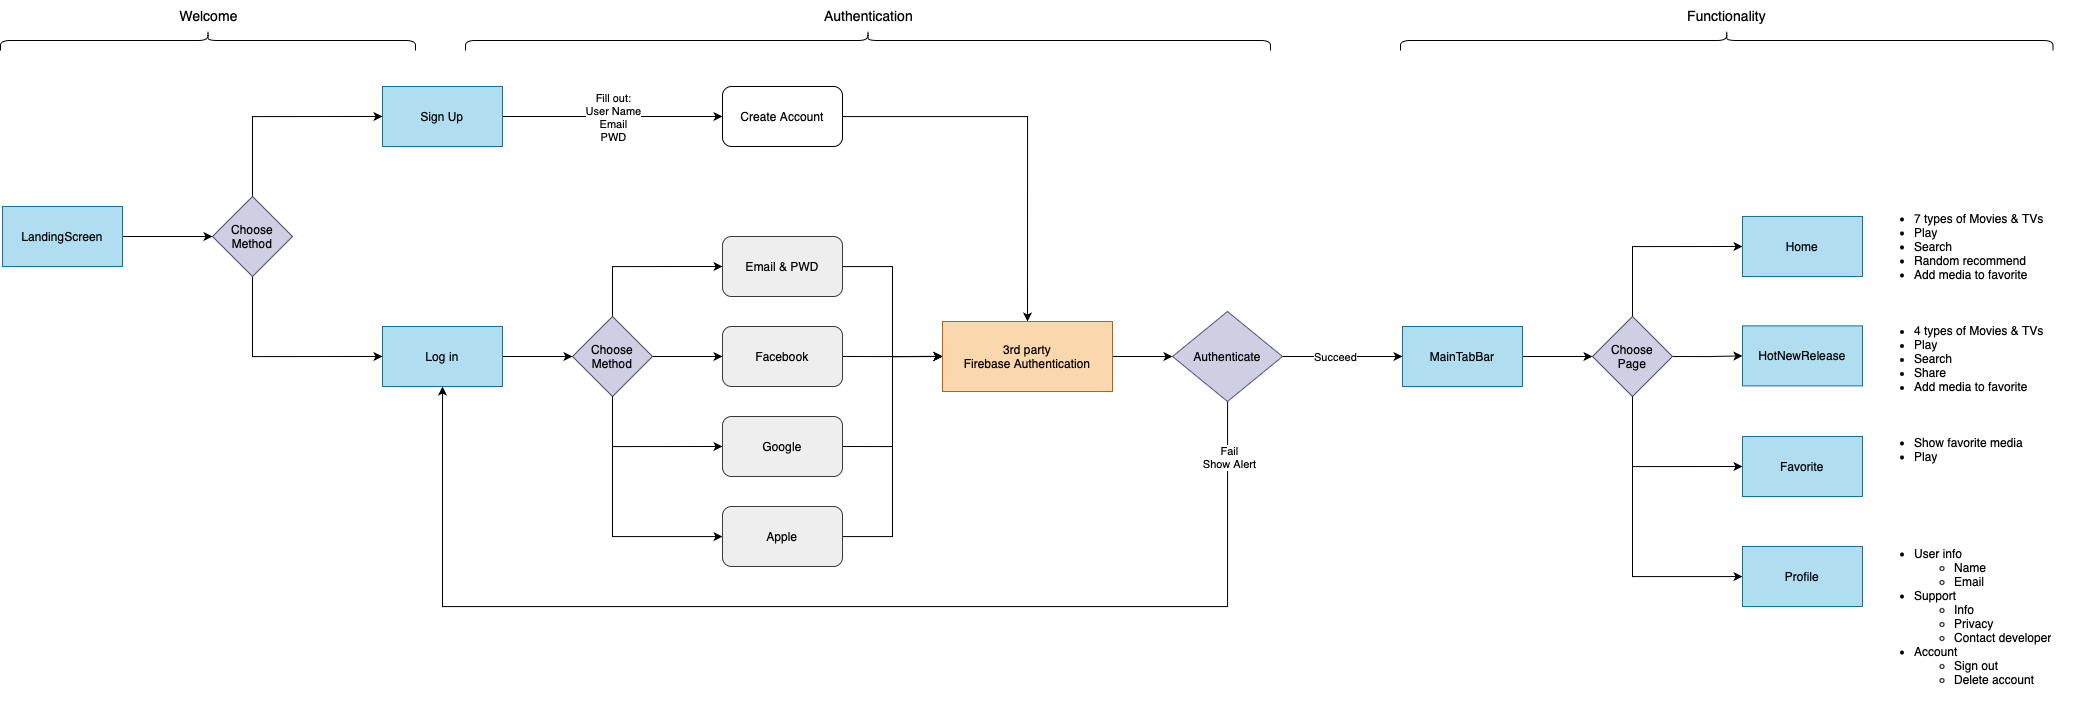 Welcome
Authentication
Functionality
Sign Up
Fill out:
User Name
Email
PWD
Create Account
LandingScreen
Choose
Method
Log in
Choose
Method
Email & PWD
Facebook
Google
Apple
3rd party
Firebase Authentication
Authenticate
Succeed
Fail
Show Alert
MainTabBar
Choose
Page
Home
• 7 types of Movies & TVs
• Play
• Search
• Random recommend
• Add media to favorite
HotNewRelease
• 4 types of Movies & TVs
• Play
• Search
• Share
• Add media to favorite
Favorite
• Show favorite media
• Play
Profile
• User info
○ Name
○ Email
• Support
○ Info
○ Privacy
○ Contact developer
• Account
○ Sign out
○ Delete account